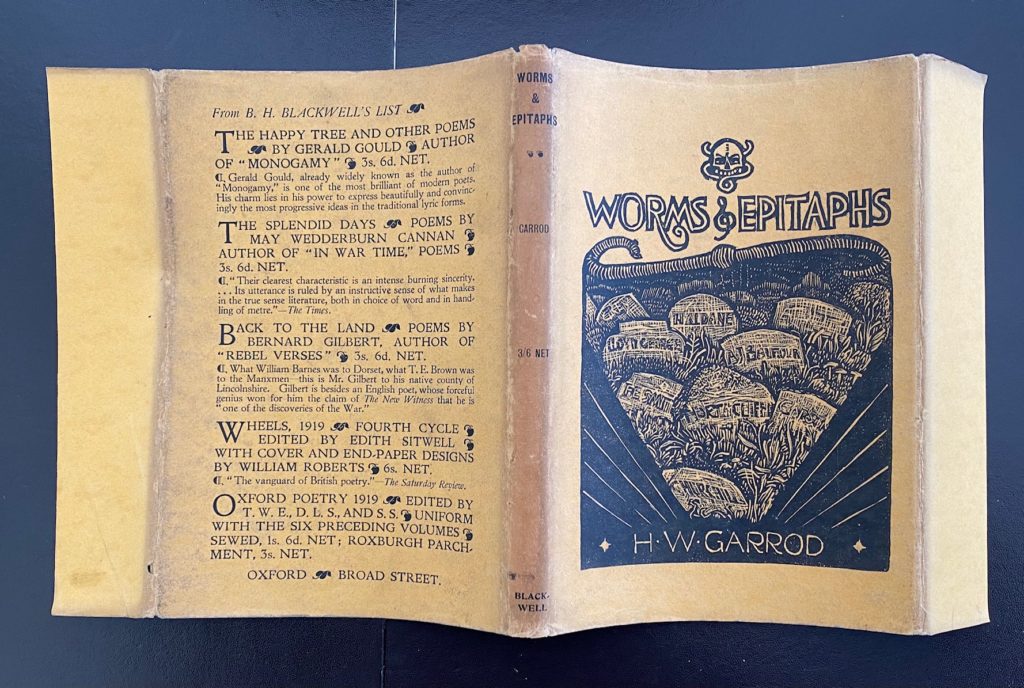 From B. H. BLACKWELL'S LIST
THE HAPPY TREE AND OTHER POEMS
BY GERALD GOULD AUTHOR
OF "MONOGAMY" 3s. 6d. NET.
¶ Gerald Gould, already widely known as the author of
"Monogamy," is one of the most brilliant of modern poets.
His charm lies in his power to express beautifully and convinc-
ingly the most progressive ideas in the traditional lyric forms.
THE SPLENDID DAYS POEMS BY
MAY WEDDERBURN CANNAN
AUTHOR OF "IN WAR TIME," POEMS
3s. 6d. NET.
¶ "Their clearest characteristic is an intense burning sincerity.
. . . Its utterance is ruled by an instructive sense of what makes
in the true sense literature, both in choice of word and in hand-
ling of metre."—The Times.
BACK TO THE LAND POEMS BY
BERNARD GILBERT, AUTHOR OF
"REBEL VERSES" 3s. 6d. NET.
¶ What William Barnes was to Dorset, what T. E. Brown was
to the Manxmen—this is Mr. Gilbert to his native county of
Lincolnshire. Gilbert is besides an English poet, whose forceful
genius won for him the claim of The New Witness that he is
"one of the discoveries of the War."
WHEELS, 1919 FOURTH CYCLE
EDITED BY EDITH SITWELL
WITH COVER AND END-PAPER DESIGNS
BY WILLIAM ROBERTS 6s. NET.
¶ "The vanguard of British poetry."—The Saturday Review.
OXFORD POETRY 1919 EDITED BY
T. W. E., D. L. S., AND S. S. UNIFORM
WITH THE SIX PRECEDING VOLUMES
SEWED, 1s. 6d. NET; ROXBURGH PARCH-
MENT, 3s. NET.
OXFORD BROAD STREET.
WORMS
&
EPITAPHS
GARROD
3/6 NET
BLACK-
WELL
WORMS & EPITAPHS
HALDANE
LLOYD GEORGE
A J BALFOUR
F E SMITH
NORTHCLIFFE
CURZON
CHURCHILL
H·W·GARROD